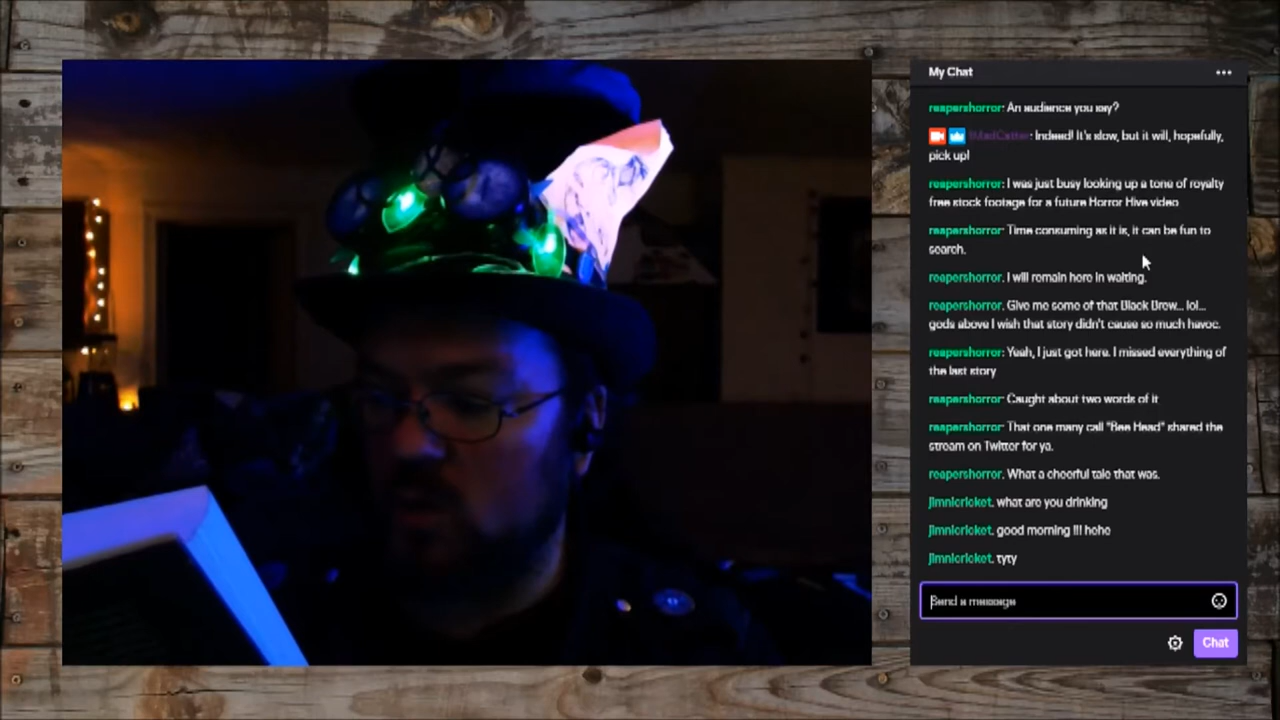 My Chat
reapershorror: An audience you say?
1MadCatter: Indeed! It's slow, but it will, hopefully,
pick up!
reapershorror: I was just busy looking up a tone of royalty
free stock footage for a future Horror Hive video
reapershorror: Time consuming as it is, it can be fun to
search.
reapershorror: I will remain here in waiting.
reapershorror: Give me some of that Black Brew... lol...
gods above I wish that story didn't cause so much havoc.
reapershorror: Yeah, I just got here. I missed everything of
the last story
reapershorror: Caught about two words of it
reapershorror: That one many call "Bee Head" shared the
stream on Twitter for ya.
reapershorror: What a cheerful tale that was.
jimnicricket: what are you drinking
jimnicricket: good morning !!! hehe
jimnicricket: tyty
Send a message
Chat